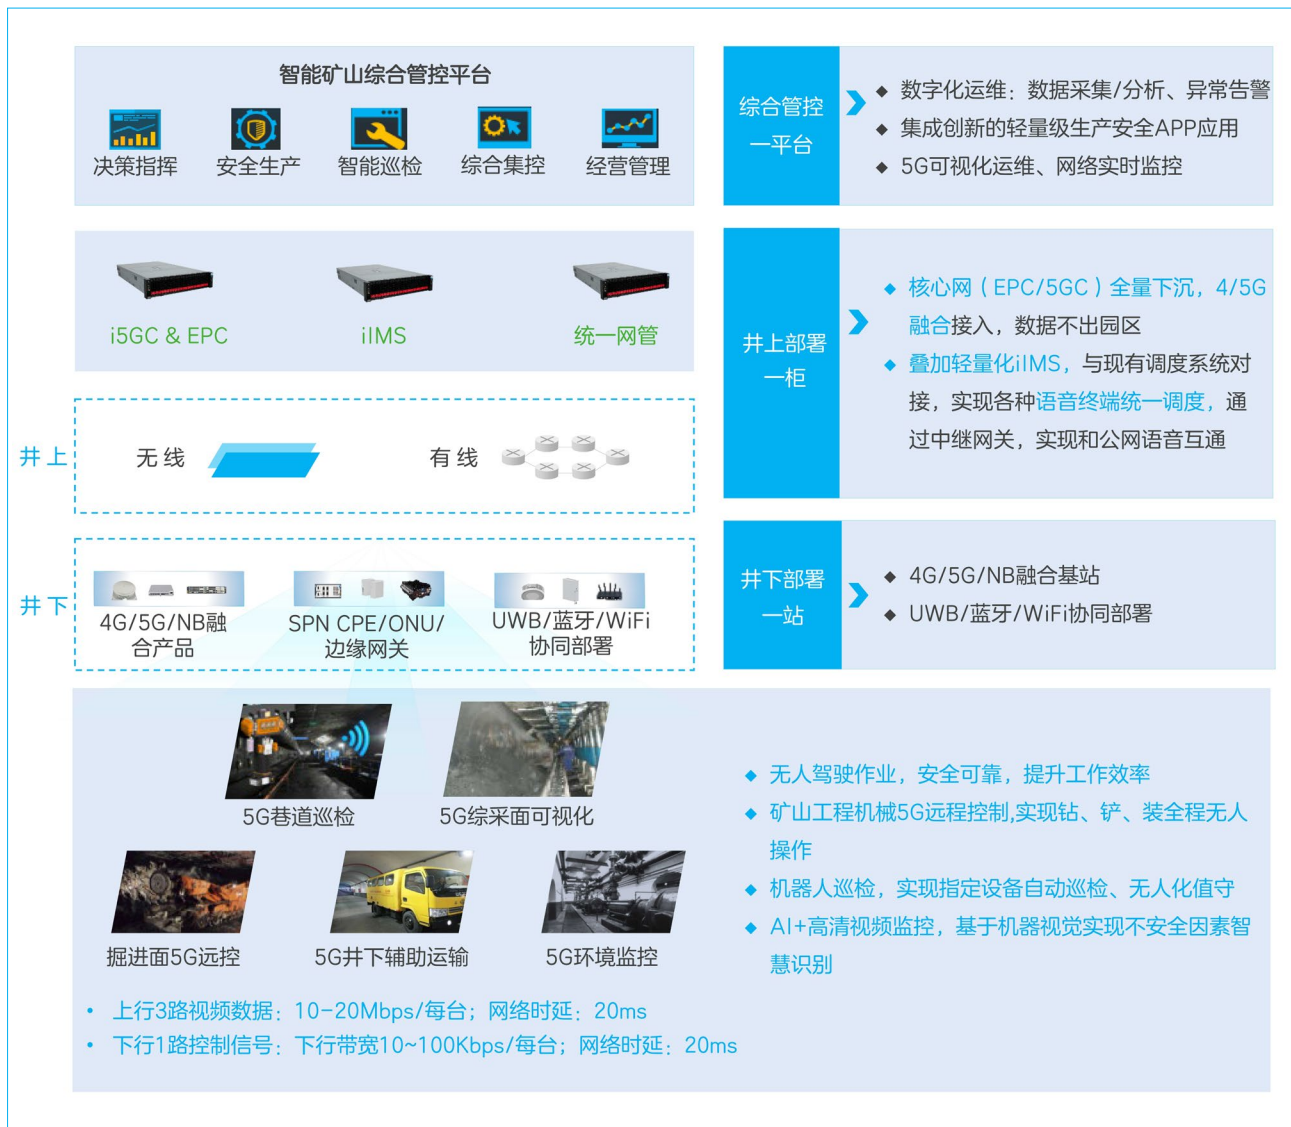 智能矿山综合管控平台
决策指挥
安全生产
智能巡检
综合集控
经营管理
综合管控
一平台
数字化运维：数据采集/分析、异常告警
集成创新的轻量级生产安全APP应用
5G可视化运维、网络实时监控
i5GC & EPC
iIMS
统一网管
井上部署
一柜
核心网（EPC/5GC）全量下沉，4/5G
融合接入，数据不出园区
叠加轻量化iIMS，与现有调度系统对
接，实现各种语音终端统一调度，通
过中继网关，实现和公网语音互通
井上
无线
有线
井下
4G/5G/NB融
合产品
SPN CPE/ONU/
边缘网关
UWB/蓝牙/WiFi
协同部署
井下部署
一站
4G/5G/NB融合基站
UWB/蓝牙/WiFi协同部署
5G巷道巡检
5G综采面可视化
掘进面5G远控
5G井下辅助运输
5G环境监控
无人驾驶作业，安全可靠，提升工作效率
矿山工程机械5G远程控制,实现钻、铲、装全程无人
操作
机器人巡检，实现指定设备自动巡检、无人化值守
AI+高清视频监控，基于机器视觉实现不安全因素智
慧识别
• 上行3路视频数据：10-20Mbps/每台；网络时延：20ms
• 下行1路控制信号：下行带宽10~100Kbps/每台；网络时延：20ms